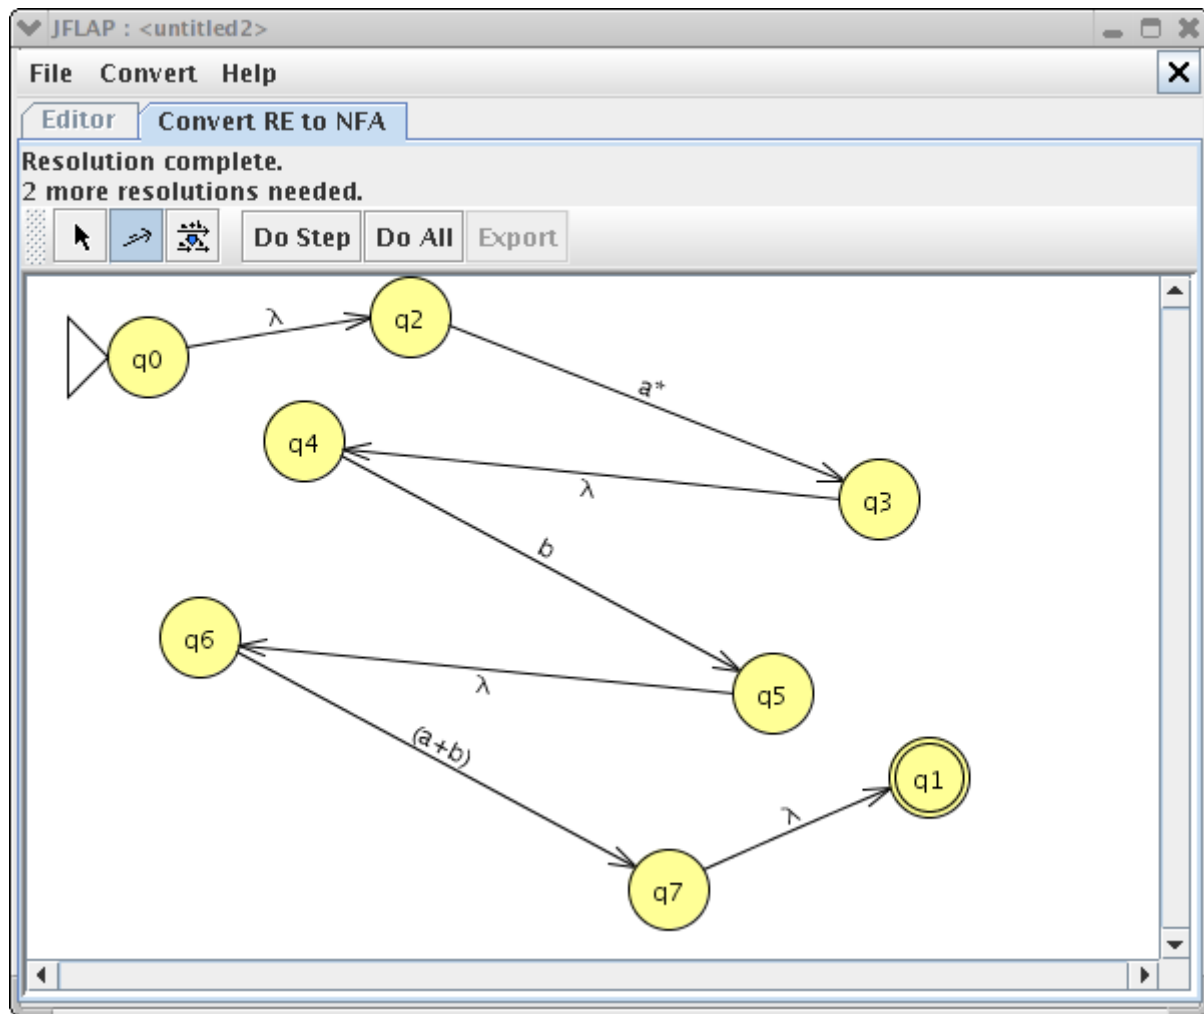 JFLAP : <untitled2>
File Convert Help
Editor Convert RE to NFA
Resolution complete.
2 more resolutions needed.
Do Step Do All Export
λ
q2
q0
a*
q4
λ
q3
b
q6
λ
q5
(a+b)
q1
λ
q7